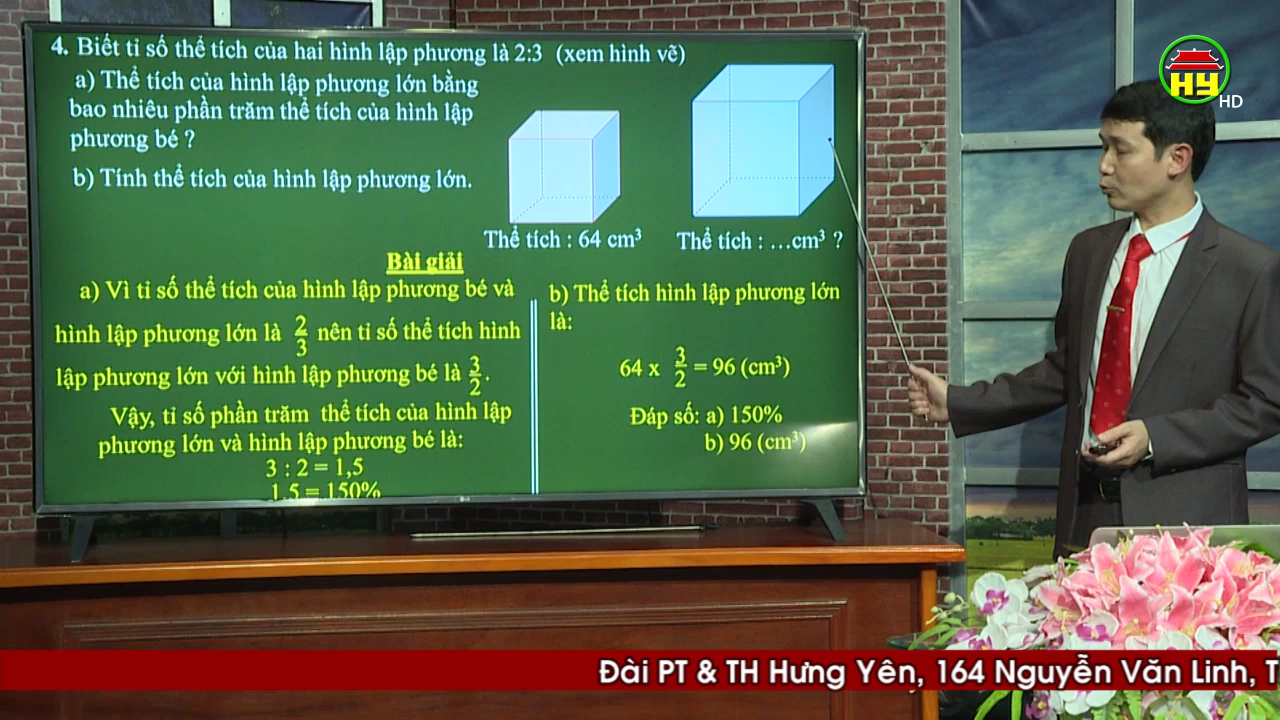 4. Biết tỉ số thể tích của hai hình lập phương là 2:3 (xem hình vẽ)
a) Thể tích của hình lập phương lớn bằng
bao nhiêu phần trăm thể tích của hình lập
phương bé ?
b) Tính thể tích của hình lập phương lớn.
Thể tích : 64 cm³
Thể tích : ...cm³ ?
Bài giải
a) Vì tỉ số thể tích của hình lập phương bé và
hình lập phương lớn là 2/3 nên tỉ số thể tích hình
lập phương lớn với hình lập phương bé là 3/2.
Vậy, tỉ số phần trăm thể tích của hình lập
phương lớn và hình lập phương bé là:
3 : 2 = 1,5
1,5 = 150%
b) Thể tích hình lập phương lớn
là:
64 x 3/2 = 96 (cm³)
Đáp số: a) 150%
b) 96 (cm³)
LG
HY
HD
Đài PT & TH Hưng Yên, 164 Nguyễn Văn Linh, T